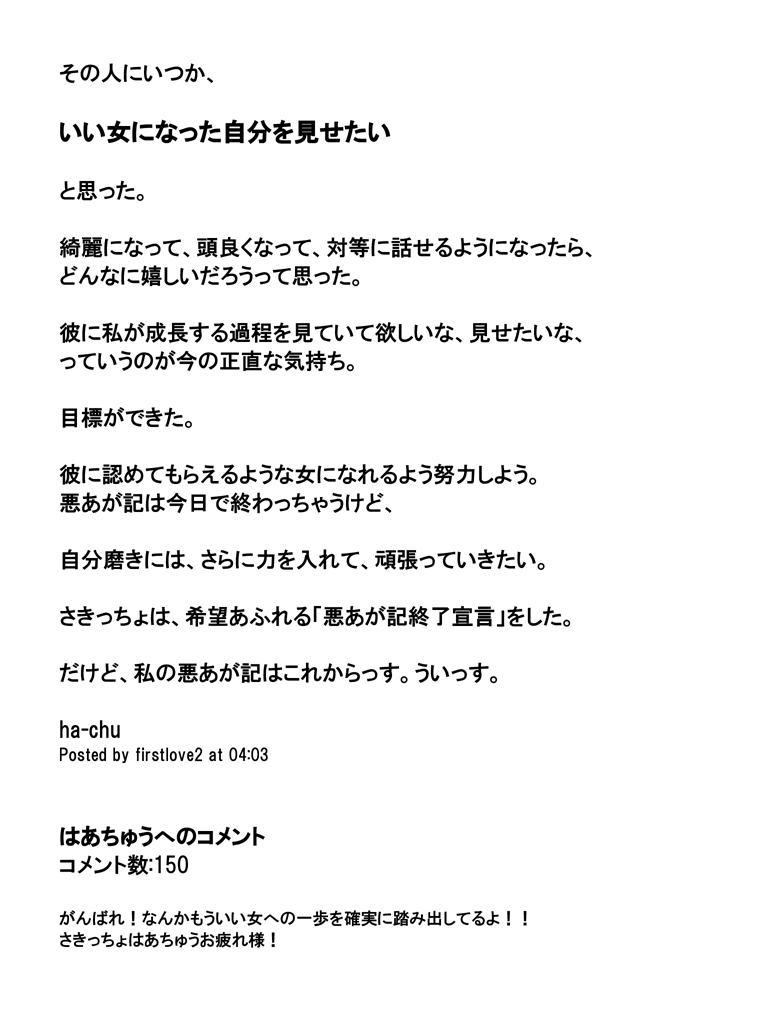 その人にいつか、
いい女になった自分を見せたい
と思った。
綺麗になって、頭良くなって、対等に話せるようになったら、
どんなに嬉しいだろうって思った。
彼に私が成長する過程を見ていて欲しいな、見せたいな、
っていうのが今の正直な気持ち。
目標ができた。
彼に認めてもらえるような女になれるよう努力しよう。
悪あが記は今日で終わっちゃうけど、
自分磨きには、さらに力を入れて、頑張っていきたい。
さきっちょは、希望あふれる「悪あが記終了宣言」をした。
だけど、私の悪あが記はこれからっす。ういっす。
ha-chu
Posted by firstlove2 at 04:03
はあちゅうへのコメント
コメント数:150
がんばれ！なんかもういい女への一歩を確実に踏み出してるよ！！
さきっちょはあちゅうお疲れ様！